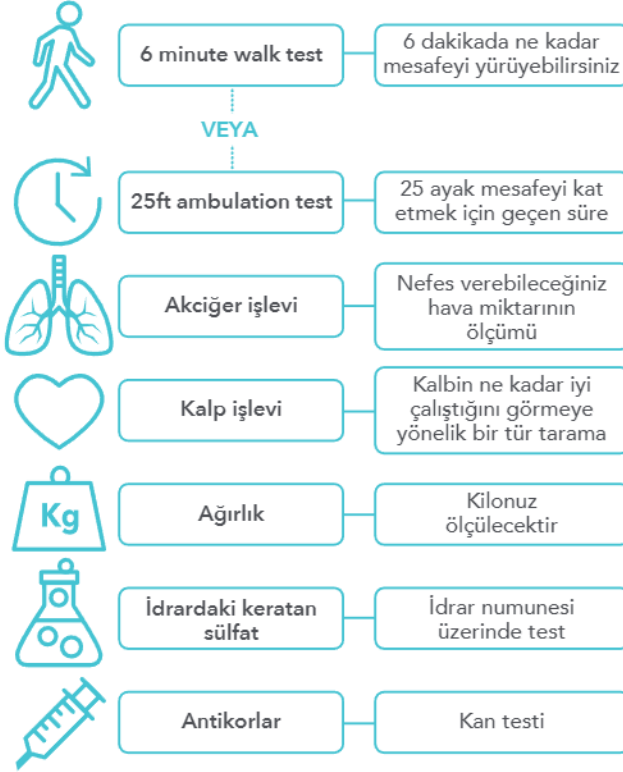 6 minute walk test
6 dakikada ne kadar
mesafeyi yürüyebilirsiniz
VEYA
25ft ambulation test
25 ayak mesafeyi kat
etmek için geçen süre
Akciğer işlevi
Nefes verebileceğiniz
hava miktarının
ölçümü
Kalp işlevi
Kalbin ne kadar iyi
çalıştığını görmeye
yönelik bir tür tarama
Kg
Ağırlık
Kilonuz
ölçülecektir
İdrardaki keratan
sülfat
İdrar numunesi
üzerinde test
Antikorlar
Kan testi